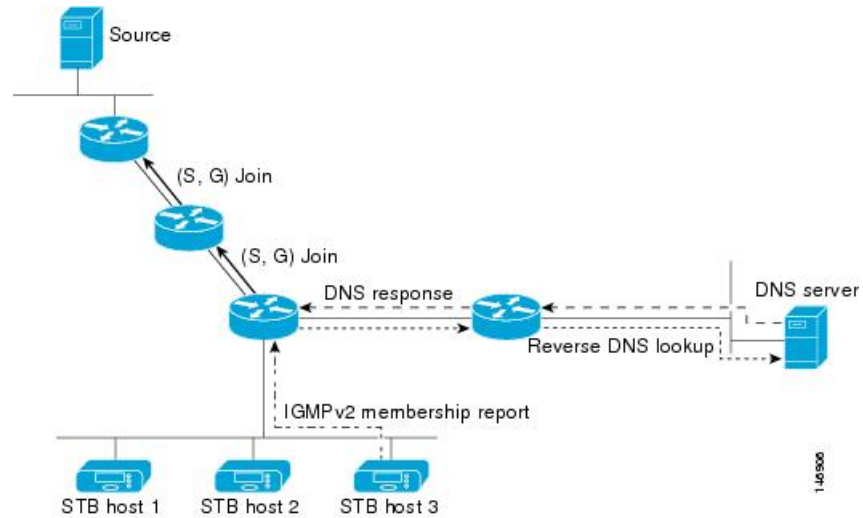 Source
(S, G) Join
(S, G) Join
DNS response
DNS server
Reverse DNS lookup
IGMPv2 membership report
STB host 1
STB host 2
STB host 3
146906